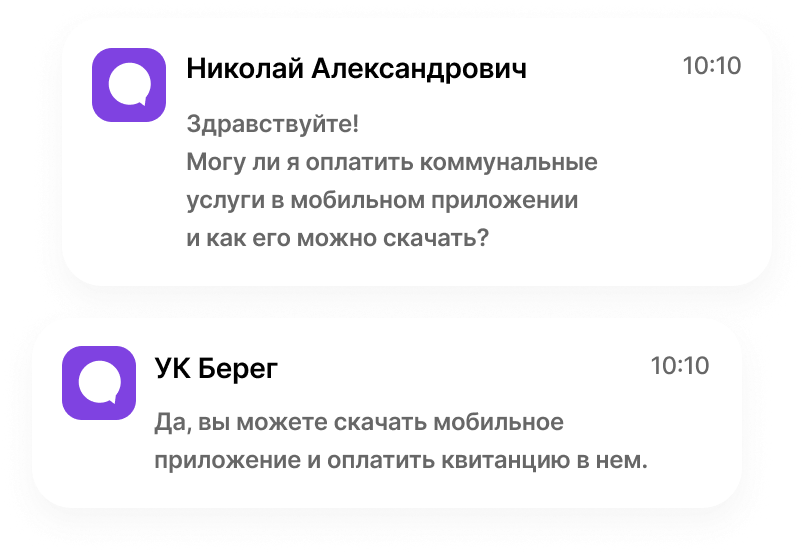 Николай Александрович 10:10
Здравствуйте!
Могу ли я оплатить коммунальные
услуги в мобильном приложении
и как его можно скачать?
УК Берег 10:10
Да, вы можете скачать мобильное
приложение и оплатить квитанцию в нем.